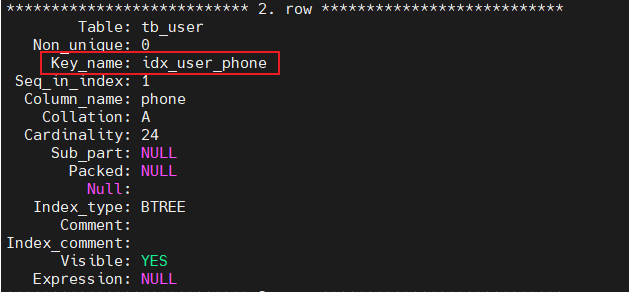 *************************** 2. row ***************************
Table: tb_user
Non_unique: 0
Key_name: idx_user_phone
Seq_in_index: 1
Column_name: phone
Collation: A
Cardinality: 24
Sub_part: NULL
Packed: NULL
Null:
Index_type: BTREE
Comment:
Index_comment:
Visible: YES
Expression: NULL